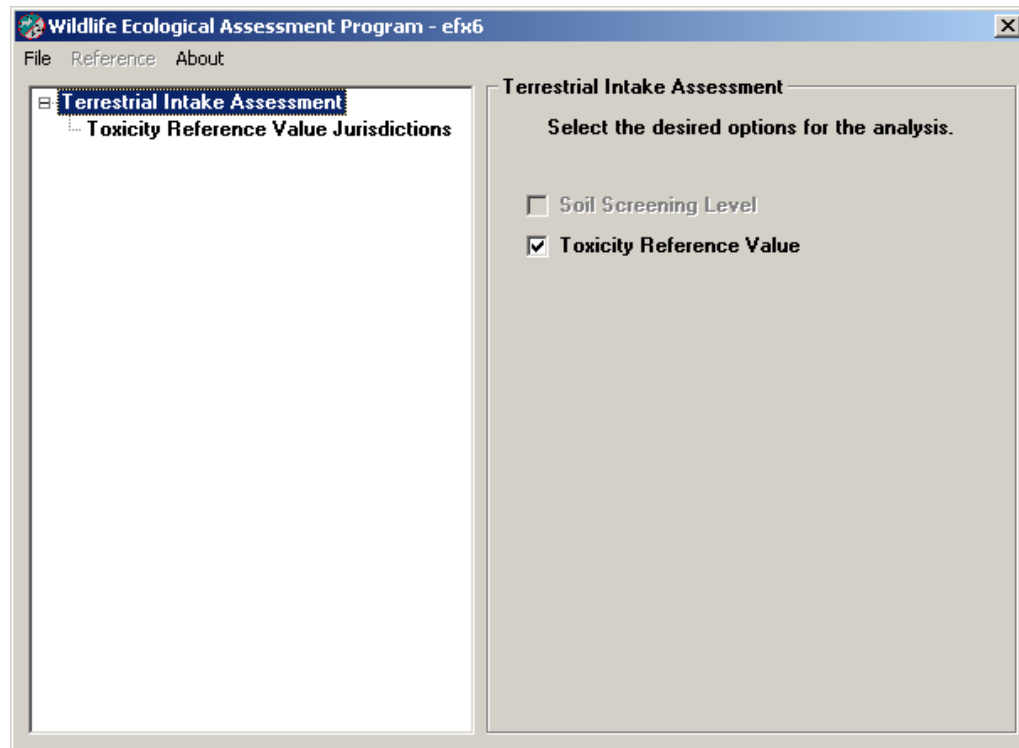 Wildlife Ecological Assessment Program - efx6
File Reference About
Terrestrial Intake Assessment
Toxicity Reference Value Jurisdictions
Terrestrial Intake Assessment
Select the desired options for the analysis.
Soil Screening Level
Toxicity Reference Value